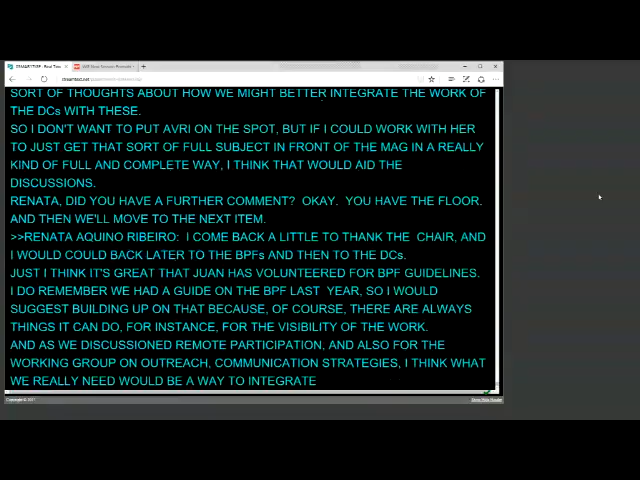 SORT OF THOUGHTS ABOUT HOW WE MIGHT BETTER INTEGRATE THE WORK OF
THE DCs WITH THESE.
SO I DON'T WANT TO PUT AVRI ON THE SPOT, BUT IF I COULD WORK WITH HER
TO JUST GET THAT SORT OF FULL SUBJECT IN FRONT OF THE MAG IN A REALLY
KIND OF FULL AND COMPLETE WAY, I THINK THAT WOULD AID THE
DISCUSSIONS.
RENATA, DID YOU HAVE A FURTHER COMMENT? OKAY. YOU HAVE THE FLOOR.
AND THEN WE'LL MOVE TO THE NEXT ITEM.
>>RENATA AQUINO RIBEIRO: I COME BACK A LITTLE TO THANK THE CHAIR, AND
I WOULD COULD BACK LATER TO THE BPFs AND THEN TO THE DCs.
JUST I THINK IT'S GREAT THAT JUAN HAS VOLUNTEERED FOR BPF GUIDELINES.
I DO REMEMBER WE HAD A GUIDE ON THE BPF LAST YEAR, SO I WOULD
SUGGEST BUILDING UP ON THAT BECAUSE, OF COURSE, THERE ARE ALWAYS
THINGS IT CAN DO, FOR INSTANCE, FOR THE VISIBILITY OF THE WORK.
AND AS WE DISCUSSIONED REMOTE PARTICIPATION, AND ALSO FOR THE
WORKING GROUP ON OUTREACH, COMMUNICATION STRATEGIES, I THINK WHAT
WE REALLY NEED WOULD BE A WAY TO INTEGRATE